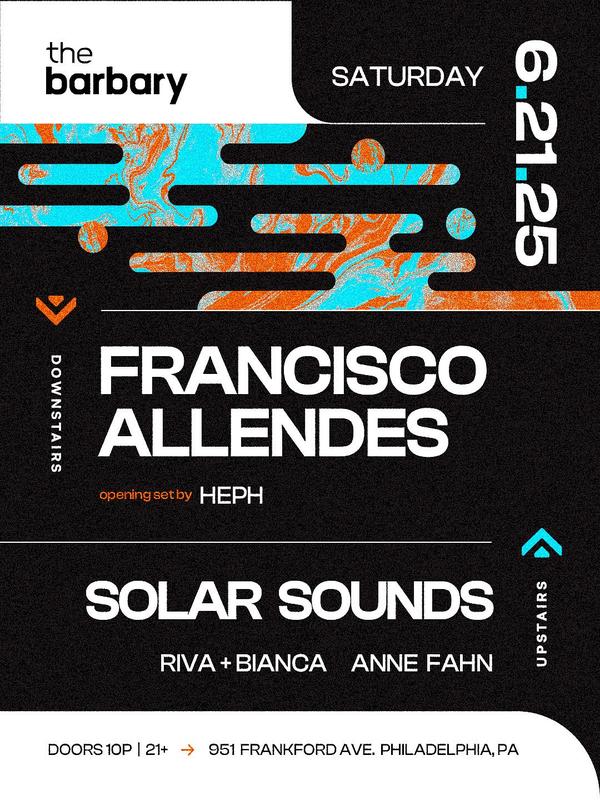 the
barbary
SATURDAY
6.21.25
DOWNSTAIRS
FRANCISCO
ALLENDES
opening set by HEPH
SOLAR SOUNDS
RIVA + BIANCA ANNE FAHN
UPSTAIRS
DOORS 10P | 21+ → 951 FRANKFORD AVE. PHILADELPHIA, PA